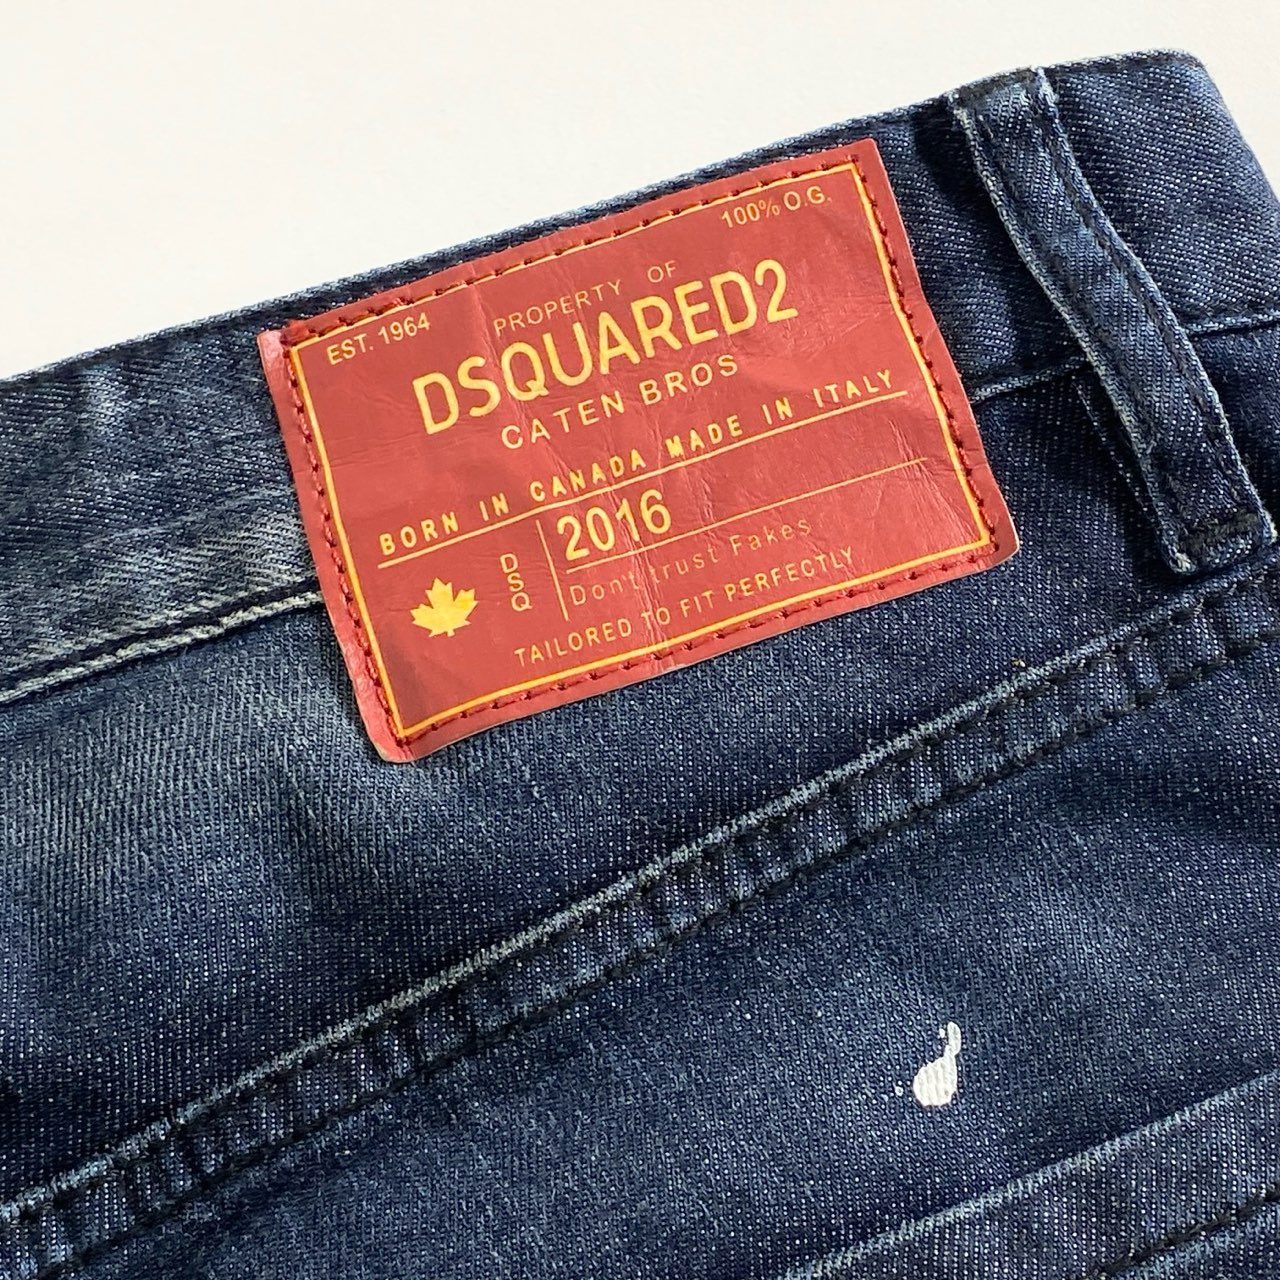 100% O.G.
EST. 1964
PROPERTY OF
DSQUARED2
CATEN BROS
BORN IN CANADA MADE IN ITALY
DSQ
2016
Don't trust Fakes
TAILORED TO FIT PERFECTLY